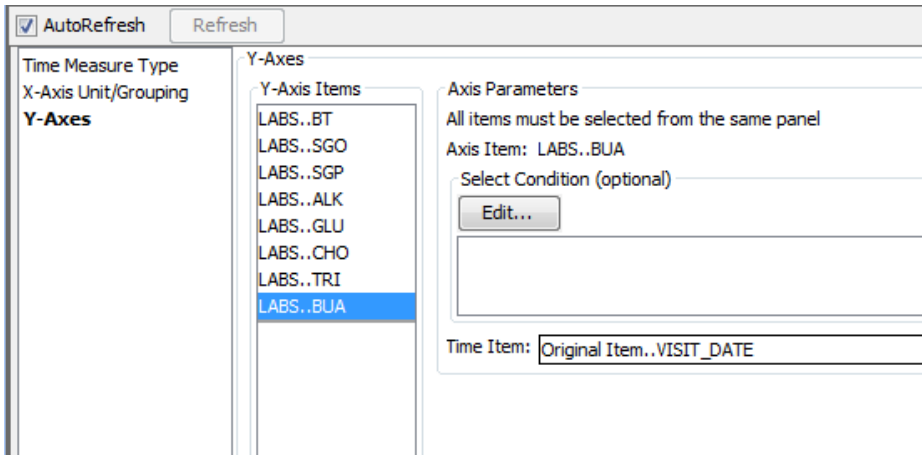 AutoRefresh Refresh
Time Measure Type
X-Axis Unit/Grouping
Y-Axes
Y-Axes
Y-Axis Items
LABS..BT
LABS..SGO
LABS..SGP
LABS..ALK
LABS..GLU
LABS..CHO
LABS..TRI
LABS..BUA
Axis Parameters
All items must be selected from the same panel
Axis Item: LABS..BUA
Select Condition (optional)
Edit...
Time Item: Original Item..VISIT_DATE